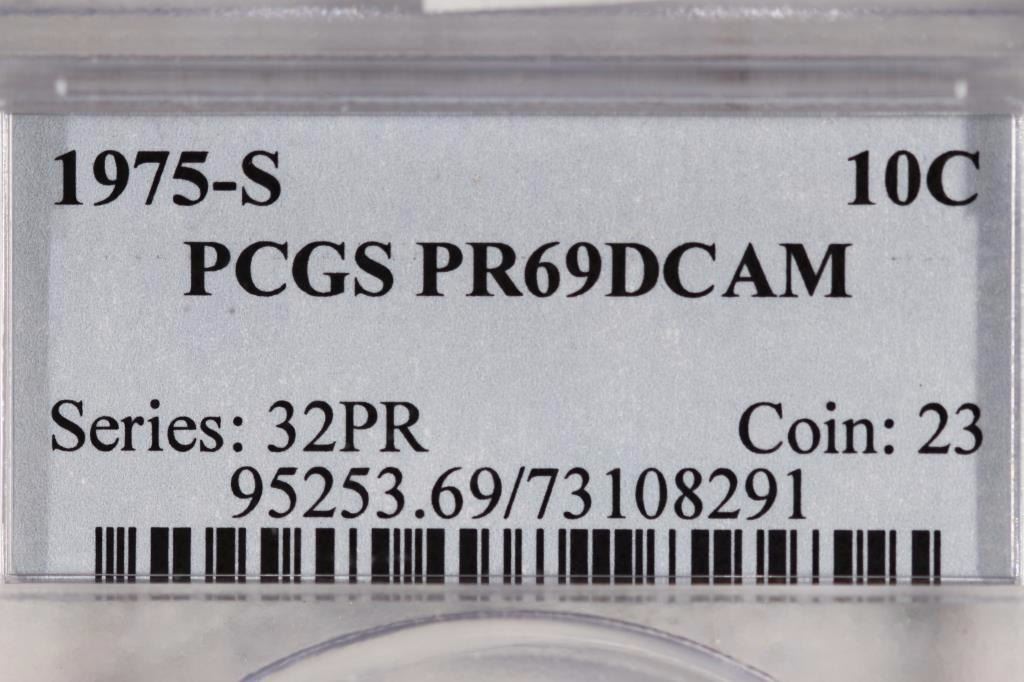 1975-S 10C
PCGS PR69DCAM
Series: 32PR Coin: 23
95253.69/73108291